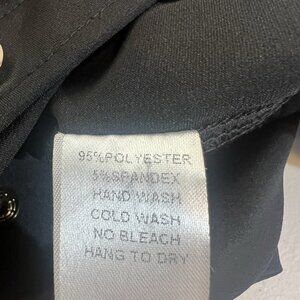 95%POLYESTER
5%SPANDEX
HAND WASH
COLD WASH
NO BLEACH
HANG TO DRY